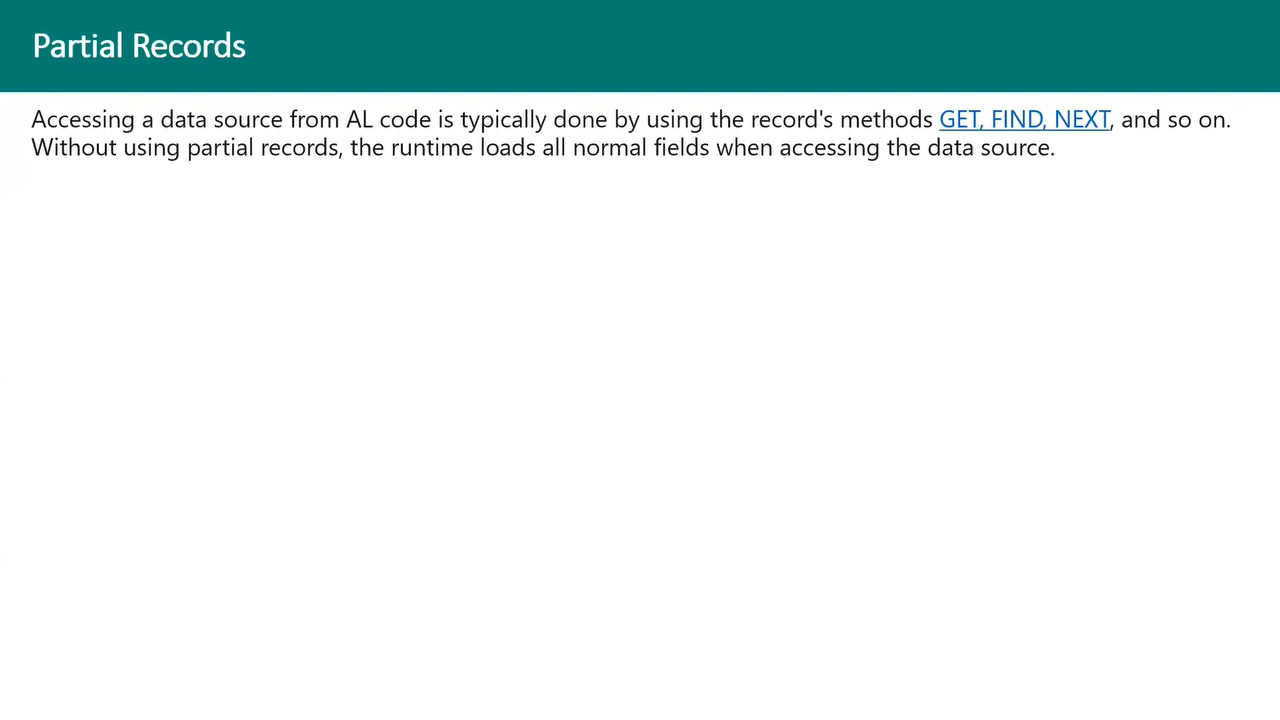 Partial Records
Accessing a data source from AL code is typically done by using the record's methods GET, FIND, NEXT, and so on.
Without using partial records, the runtime loads all normal fields when accessing the data source.